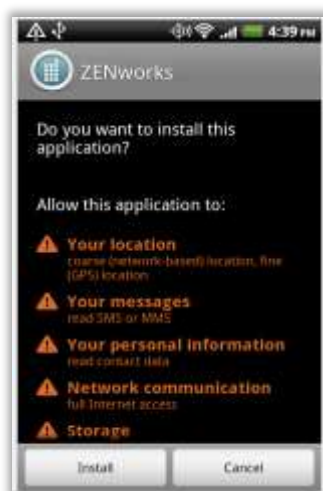 4:39 PM
ZENworks
Do you want to install this
application?
Allow this application to:
Your location
coarse (network-based) location, fine
(GPS) location
Your messages
read SMS or MMS
Your personal information
read contact data
Network communication
full Internet access
Storage
Install
Cancel